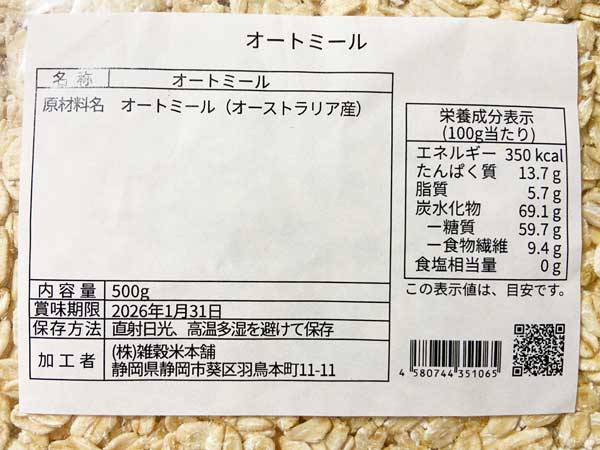 オートミール
名称 オートミール
原材料名 オートミール（オーストラリア産）
内容量 500g
賞味期限 2026年1月31日
保存方法 直射日光、高温多湿を避けて保存
加工者 (株)雑穀米本舗
静岡県静岡市葵区羽鳥本町11-11
栄養成分表示
(100g当たり)
エネルギー 350 kcal
たんぱく質 13.7 g
脂質 5.7 g
炭水化物 69.1 g
ー糖質 59.7 g
ー食物繊維 9.4 g
食塩相当量 0 g
この表示値は、目安です。
4 580744 351065